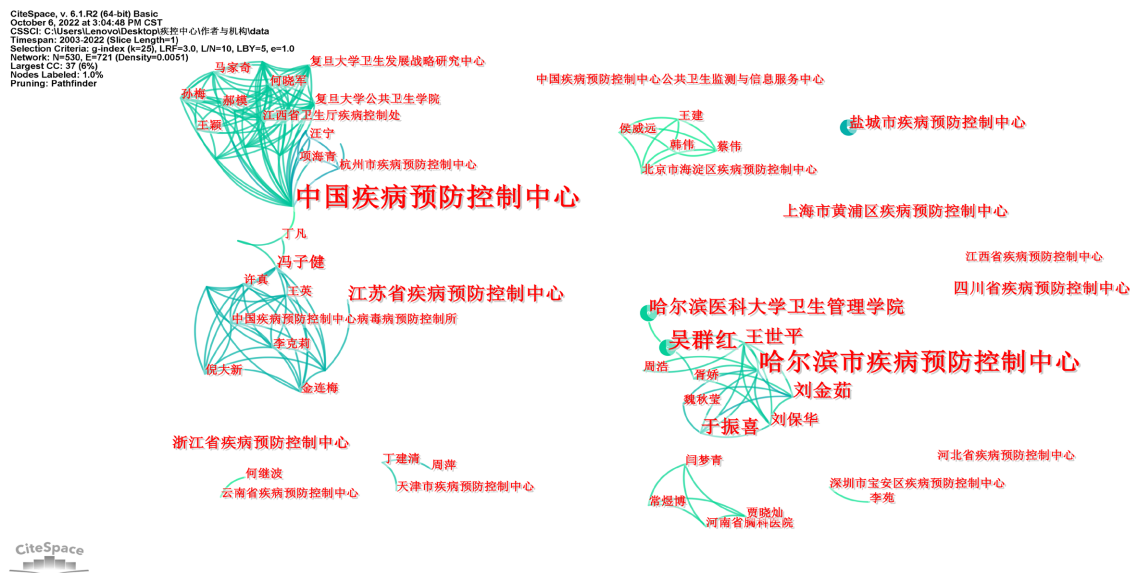 CiteSpace, v. 6.1.R2 (64-bit) Basic
October 6, 2022 at 3:04:48 PM CST
CSSCI: C:\Users\Lenovo\Desktop\疾控中心\作者与机构\data
Timespan: 2003-2022 (Slice Length=1)
Selection Criteria: g-index (k=25), LRF=3.0, L/N=10, LBY=5, e=1.0
Network: N=530, E=721 (Density=0.0051)
Largest CC: 37 (6%)
Nodes Labeled: 1.0%
Pruning: Pathfinder
复旦大学卫生发展战略研究中心
马家奇
何晓军
孙梅
郝模
复旦大学公共卫生学院
江西省卫生厅疾病控制处
王颖
汪宁
项海青
杭州市疾病预防控制中心
中国疾病预防控制中心
丁凡
冯子健
许真
王英
江苏省疾病预防控制中心
中国疾病预防控制中心病毒病预防控制所
李克莉
倪大新
金连梅
浙江省疾病预防控制中心
何继波
云南省疾病预防控制中心
丁建清
周萍
天津市疾病预防控制中心
中国疾病预防控制中心公共卫生监测与信息服务中心
王建
侯威远
韩伟
蔡伟
北京市海淀区疾病预防控制中心
盐城市疾病预防控制中心
上海市黄浦区疾病预防控制中心
江西省疾病预防控制中心
四川省疾病预防控制中心
哈尔滨医科大学卫生管理学院
吴群红
王世平
周浩
哈尔滨市疾病预防控制中心
胥娇
刘金茹
魏秋莹
刘保华
于振喜
闫梦青
常煜博
贾晓灿
河南省胸科医院
河北省疾病预防控制中心
深圳市宝安区疾病预防控制中心
李苑
CiteSpace